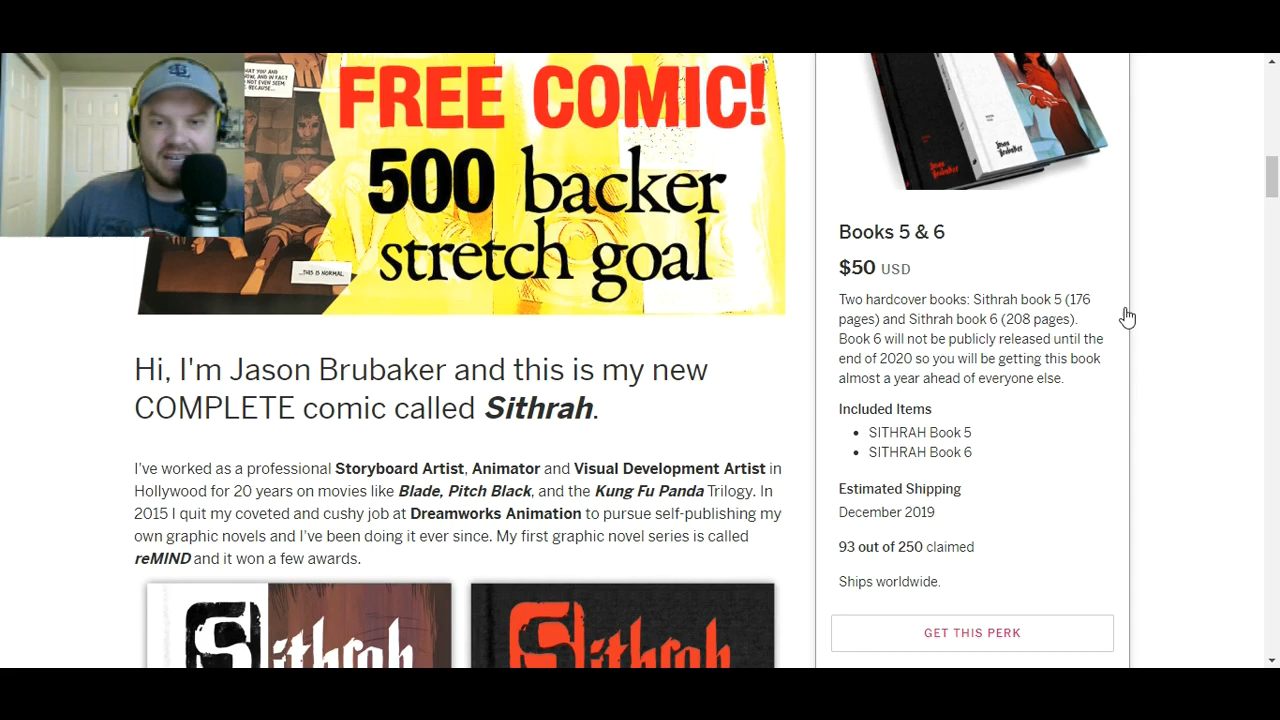 FREE COMIC!
500 backer
stretch goal
...THIS IS NORMAL.
Hi, I'm Jason Brubaker and this is my new
COMPLETE comic called Sithrah.
I've worked as a professional Storyboard Artist, Animator and Visual Development Artist in
Hollywood for 20 years on movies like Blade, Pitch Black, and the Kung Fu Panda Trilogy. In
2015 I quit my coveted and cushy job at Dreamworks Animation to pursue self-publishing my
own graphic novels and I've been doing it ever since. My first graphic novel series is called
reMIND and it won a few awards.
Sithrah
Sithrah
Jason Brubaker
Jason Brubaker
Books 5 & 6
$50 USD
Two hardcover books: Sithrah book 5 (176
pages) and Sithrah book 6 (208 pages).
Book 6 will not be publicly released until the
end of 2020 so you will be getting this book
almost a year ahead of everyone else.
Included Items
• SITHRAH Book 5
• SITHRAH Book 6
Estimated Shipping
December 2019
93 out of 250 claimed
Ships worldwide.
GET THIS PERK